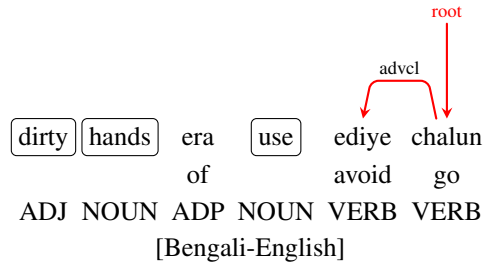 root
advcl
dirty hands era use ediye chalun
of avoid go
ADJ NOUN ADP NOUN VERB VERB
[Bengali-English]